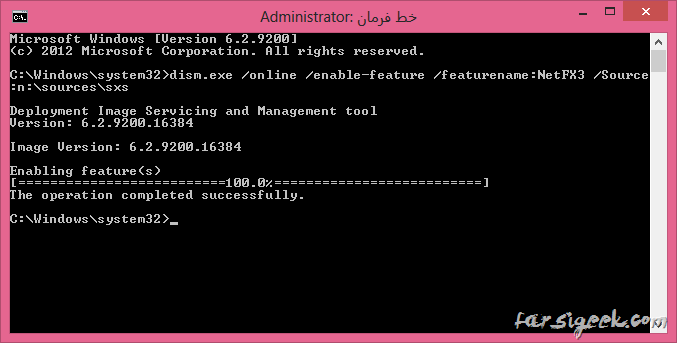 Administrator: خط فرمان
Microsoft Windows [Version 6.2.9200]
(c) 2012 Microsoft Corporation. All rights reserved.
C:\Windows\system32>dism.exe /online /enable-feature /featurename:NetFX3 /Source
:n:\sources\sxs
Deployment Image Servicing and Management tool
Version: 6.2.9200.16384
Image Version: 6.2.9200.16384
Enabling feature(s)
[===========================100.0%==========================]
The operation completed successfully.
C:\Windows\system32>_
farsigeek.com